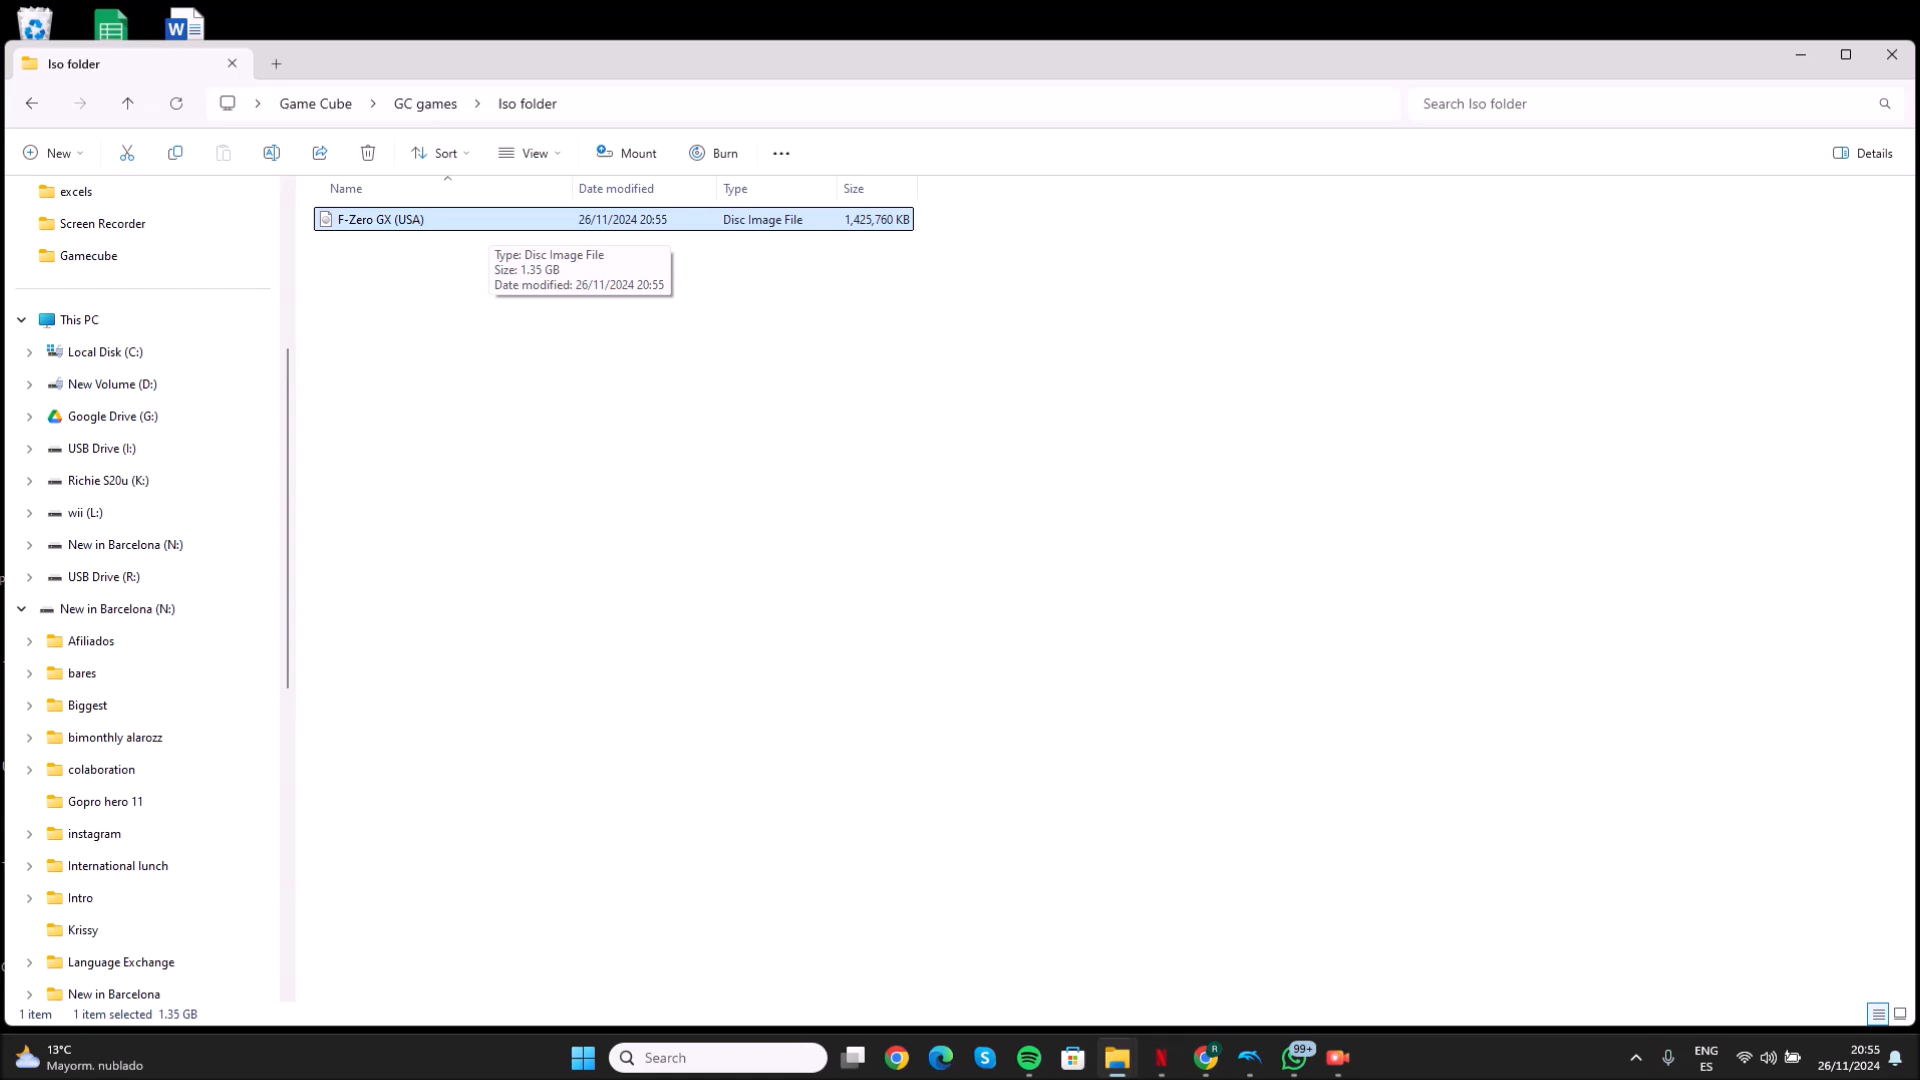 Iso folder
Game Cube > GC games > Iso folder
Search Iso folder
New
Sort
View
Mount
Burn
Details
Name Date modified Type Size
F-Zero GX (USA) 26/11/2024 20:55 Disc Image File 1,425,760 KB
Type: Disc Image File
Size: 1.35 GB
Date modified: 26/11/2024 20:55
excels
Screen Recorder
Gamecube
This PC
Local Disk (C:)
New Volume (D:)
Google Drive (G:)
USB Drive (I:)
Richie S20u (K:)
wii (L:)
New in Barcelona (N:)
USB Drive (R:)
New in Barcelona (N:)
Afiliados
bares
Biggest
bimonthly alarozz
colaboration
Gopro hero 11
instagram
International lunch
Intro
Krissy
Language Exchange
New in Barcelona
1 item 1 item selected 1.35 GB
13°C
Mayorm. nublado
Search
R
99+
ENG
ES
20:55
26/11/2024